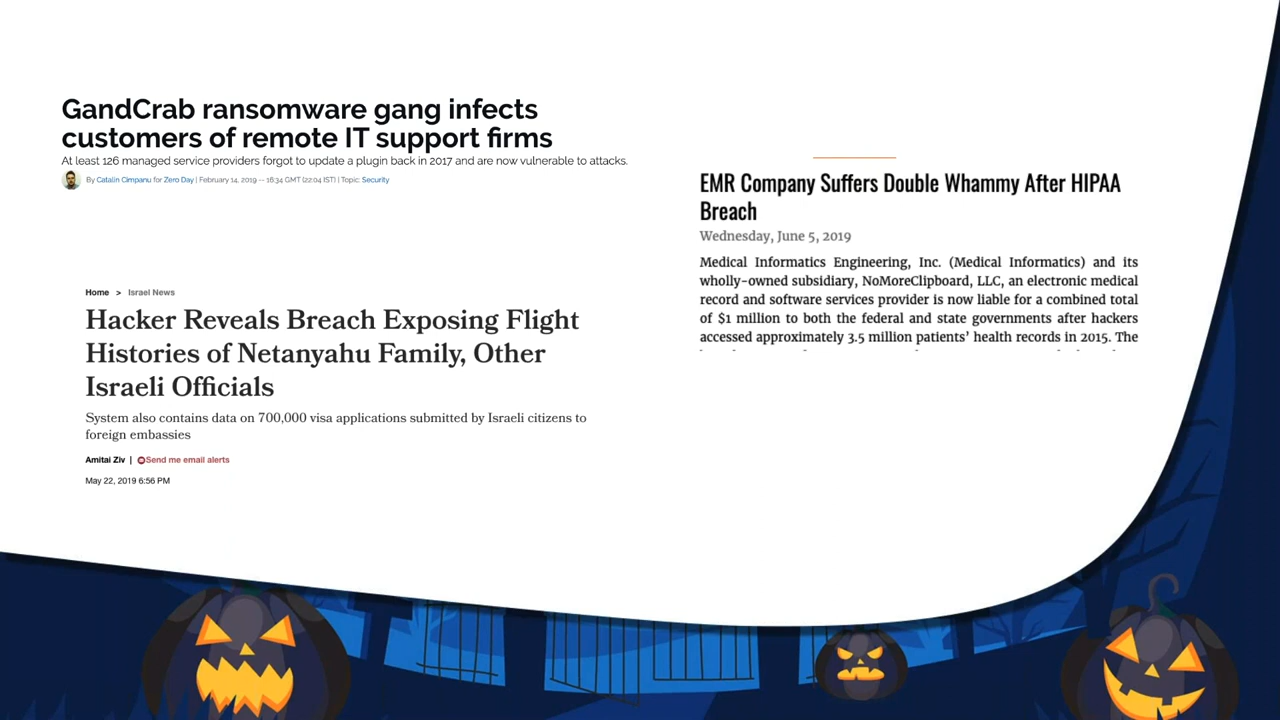 GandCrab ransomware gang infects
customers of remote IT support firms
At least 126 managed service providers forgot to update a plugin back in 2017 and are now vulnerable to attacks.
By Catalin Cimpanu for Zero Day | February 14, 2019 -- 16:34 GMT (22:04 IST) | Topic: Security
Home > Israel News
Hacker Reveals Breach Exposing Flight
Histories of Netanyahu Family, Other
Israeli Officials
System also contains data on 700,000 visa applications submitted by Israeli citizens to
foreign embassies
Amitai Ziv | Send me email alerts
May 22, 2019 6:56 PM
EMR Company Suffers Double Whammy After HIPAA
Breach
Wednesday, June 5, 2019
Medical Informatics Engineering, Inc. (Medical Informatics) and its
wholly-owned subsidiary, NoMoreClipboard, LLC, an electronic medical
record and software services provider is now liable for a combined total
of $1 million to both the federal and state governments after hackers
accessed approximately 3.5 million patients' health records in 2015. The